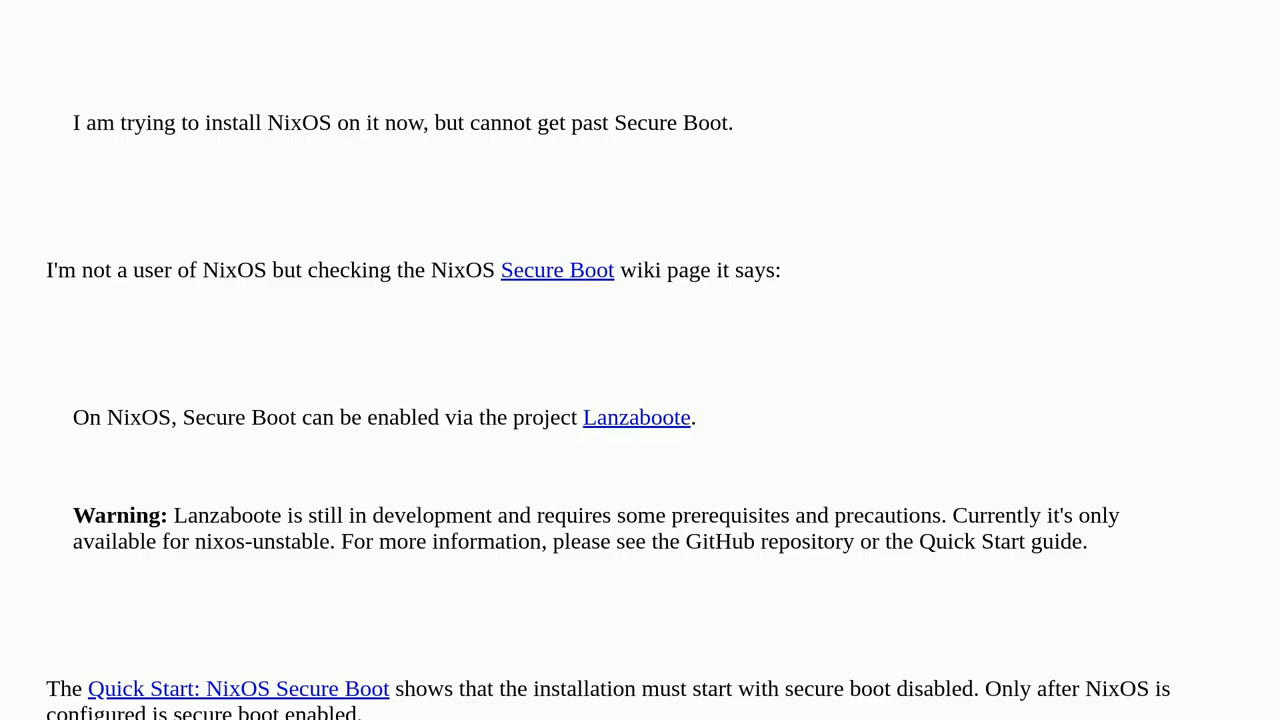 I am trying to install NixOS on it now, but cannot get past Secure Boot.
I'm not a user of NixOS but checking the NixOS Secure Boot wiki page it says:
On NixOS, Secure Boot can be enabled via the project Lanzaboote.
Warning: Lanzaboote is still in development and requires some prerequisites and precautions. Currently it's only
available for nixos-unstable. For more information, please see the GitHub repository or the Quick Start guide.
The Quick Start: NixOS Secure Boot shows that the installation must start with secure boot disabled. Only after NixOS is
configured is secure boot enabled.